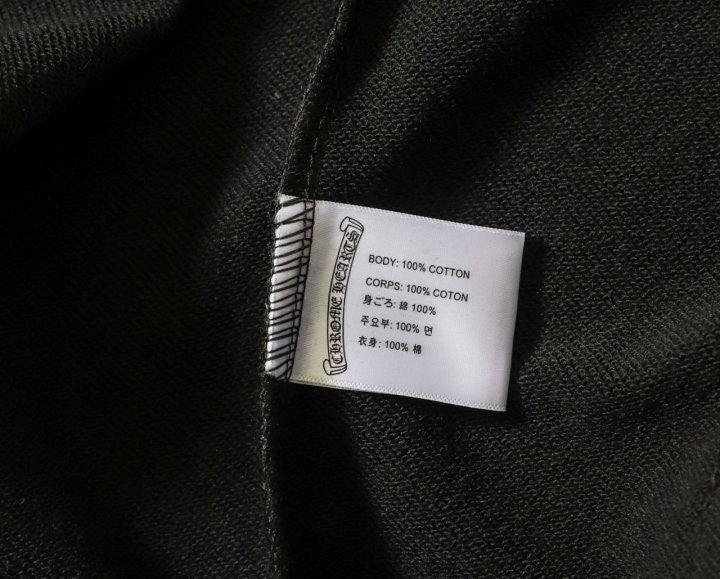 CHROME HEARTS
BODY: 100% COTTON
CORPS: 100% COTON
身ごろ: 綿 100%
주요부: 100% 면
衣身: 100% 棉